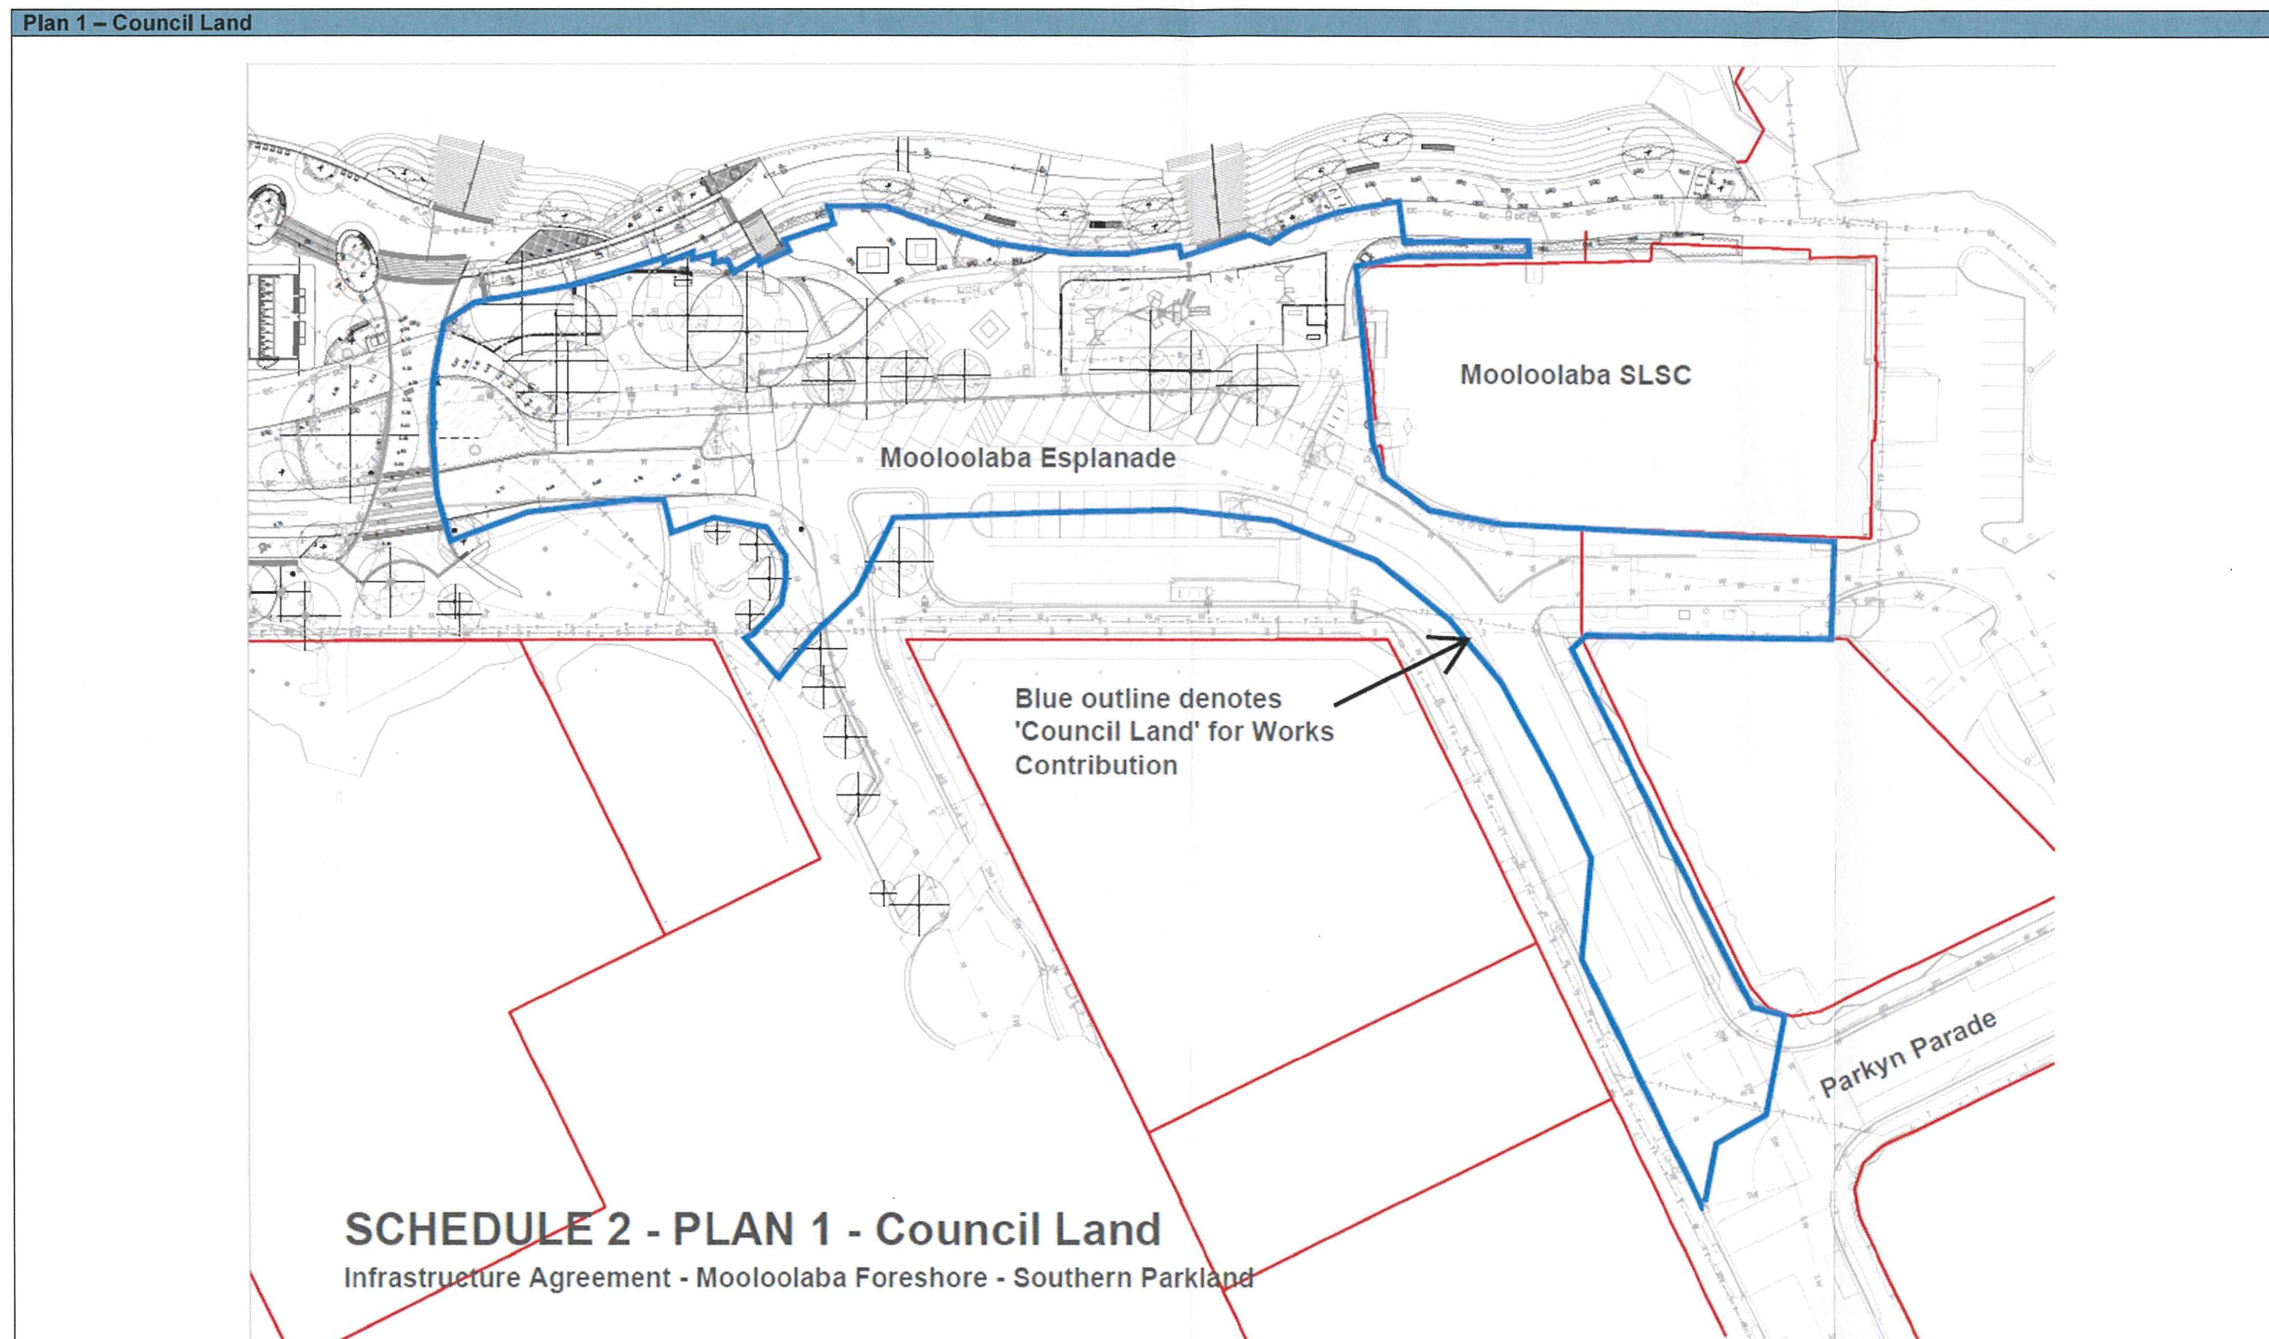 Plan 1 – Council Land
Mooloolaba SLSC
Mooloolaba Esplanade
Blue outline denotes
'Council Land' for Works
Contribution
Parkyn Parade
SCHEDULE 2 - PLAN 1 - Council Land
Infrastructure Agreement - Mooloolaba Foreshore - Southern Parkland